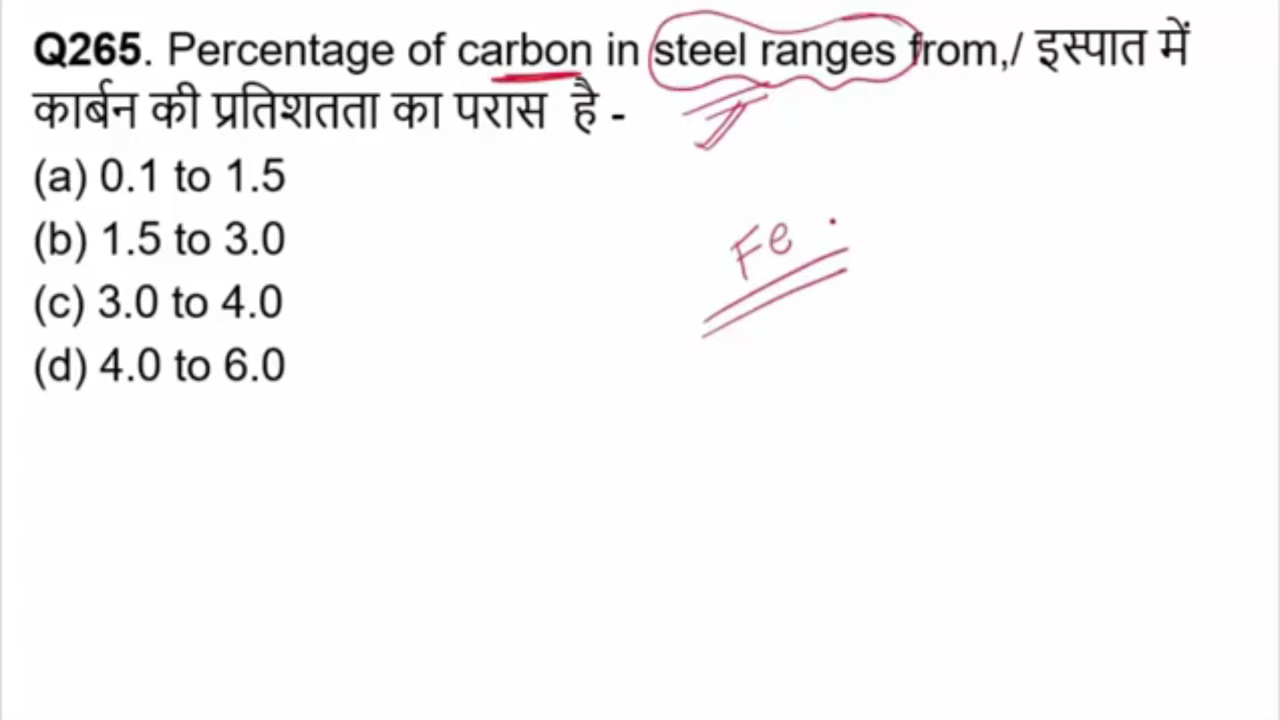 Q265. Percentage of carbon in steel ranges from,/ इस्पात में
कार्बन की प्रतिशतता का परास है -
(a) 0.1 to 1.5
(b) 1.5 to 3.0
(c) 3.0 to 4.0
(d) 4.0 to 6.0
Fe